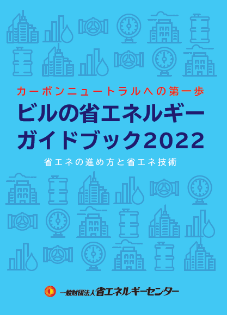 カーボンニュートラルへの第一歩
ビルの省エネルギー
ガイドブック2022
省エネの進め方と省エネ技術
一般財団法人 省エネルギーセンター